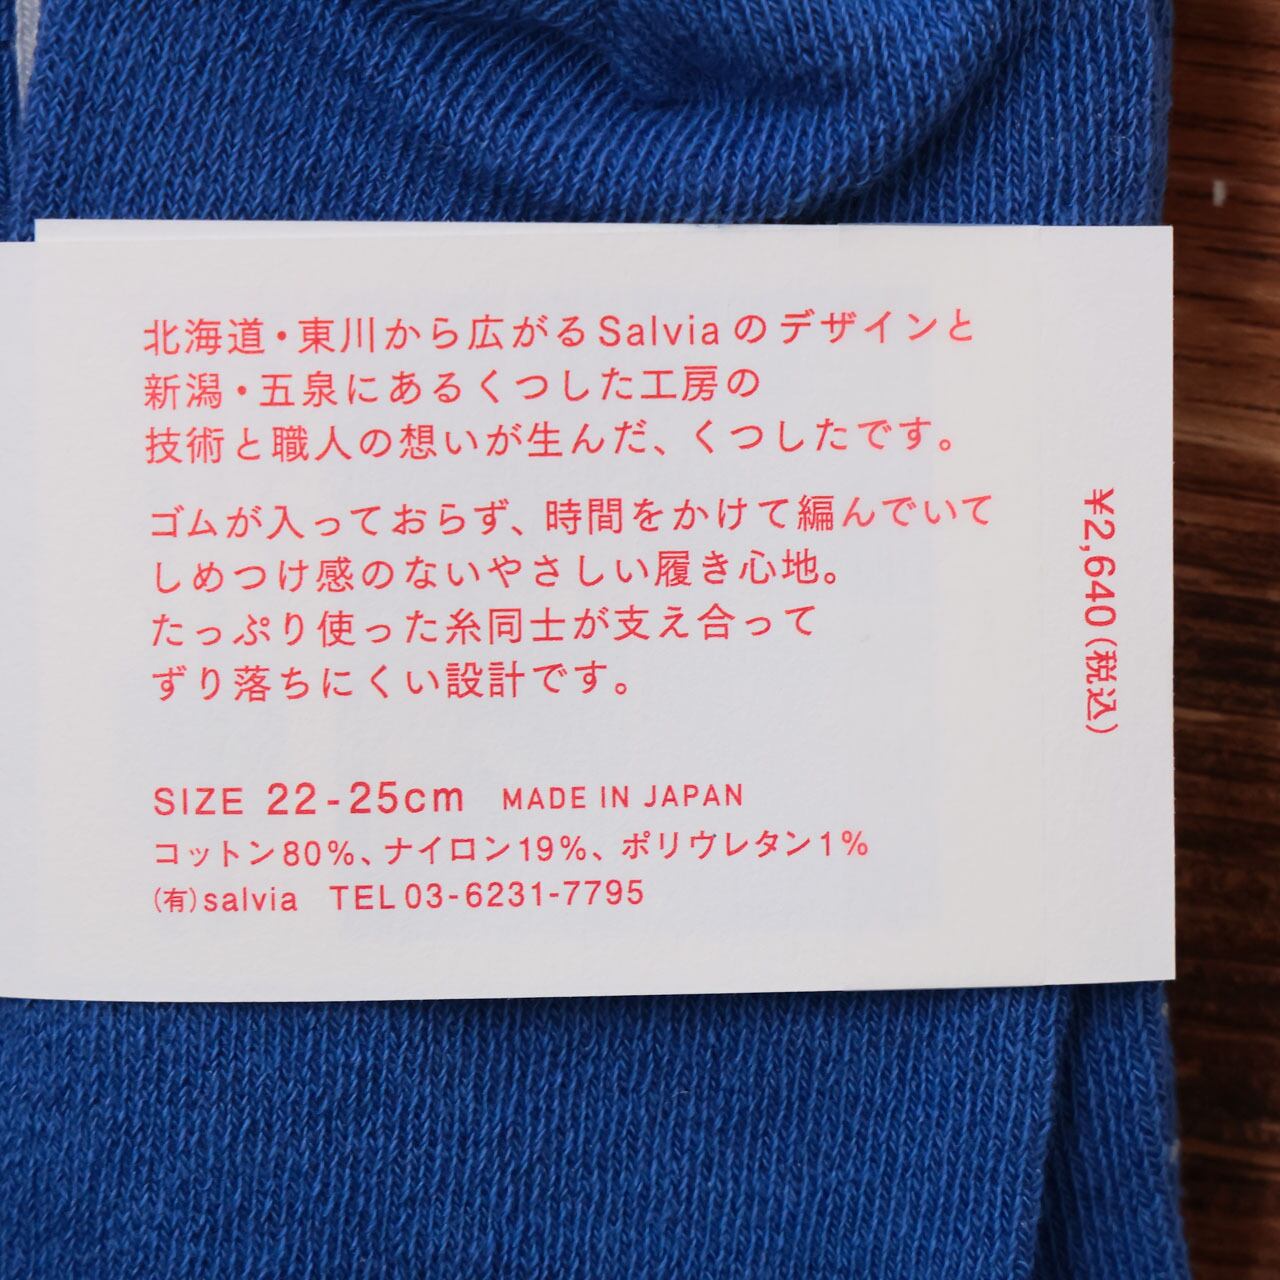 北海道・東川から広がるSalviaのデザインと
新潟・五泉にあるくつした工房の
技術と職人の想いが生んだ、くつしたです。
ゴムが入っておらず、時間をかけて編んでいて
しめつけ感のないやさしい履き心地。
たっぷり使った糸同士が支え合って
ずり落ちにくい設計です。
SIZE 22-25cm MADE IN JAPAN
コットン80%、ナイロン19%、ポリウレタン1%
(有)salvia TEL03-6231-7795
¥2,640(税込)